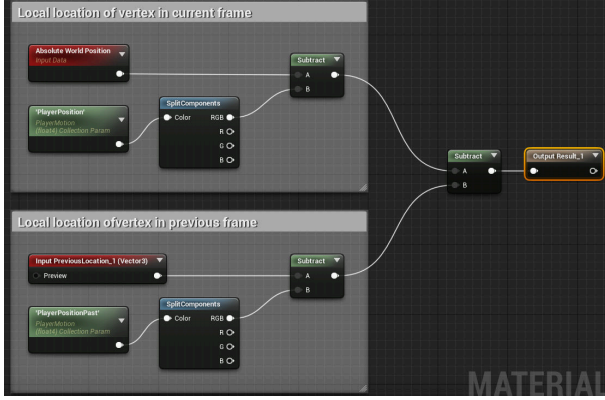 Local location of vertex in current frame
Absolute World Position
Input Data
'PlayerPosition'
PlayerMotion
(float4) Collection Param
SplitComponents
Color RGB
R
G
B
Subtract
A
B
Subtract
A
B
Output Result_1
Local location ofvertex in previous frame
Input PreviousLocation_1 (Vector3)
Preview
'PlayerPositionPast'
PlayerMotion
(float4) Collection Param
SplitComponents
Color RGB
R
G
B
Subtract
A
B
MATERIAL